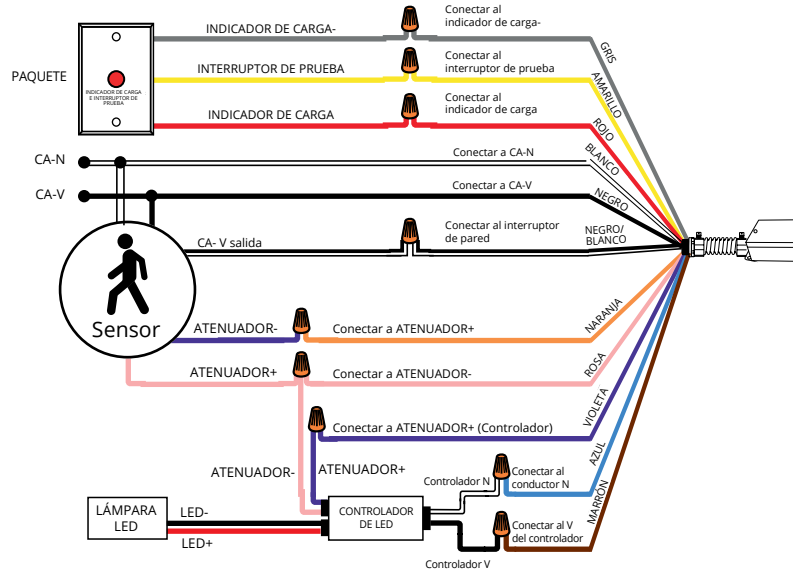 INDICADOR DE CARGA-
Conectar al
indicador de carga-
GRIS
PAQUETE
INDICADOR DE CARGA
E INTERRUPTOR DE
PRUEBA
INTERRUPTOR DE PRUEBA
Conectar al
interruptor de prueba
AMARILLO
INDICADOR DE CARGA
Conectar al
indicador de carga
ROJO
CA-N
Conectar a CA-N
BLANCO
CA-V
Conectar a CA-V
NEGRO
CA- V salida
Conectar al interruptor
de pared
NEGRO/
BLANCO
Sensor
ATENUADOR-
Conectar a ATENUADOR+
NARANJA
ATENUADOR+
Conectar a ATENUADOR-
ROSA
Conectar a ATENUADOR+ (Controlador)
VIOLETA
ATENUADOR-
ATENUADOR+
Controlador N
Conectar al
conductor N
AZUL
LÁMPARA
LED
LED-
LED+
CONTROLADOR
DE LED
Conectar al V
del controlador
MARRÓN
Controlador V